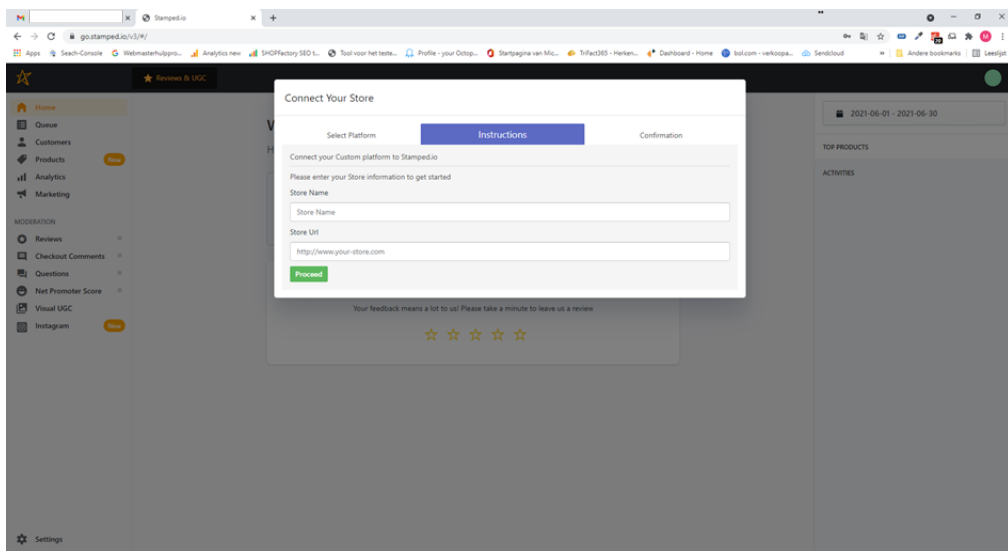 Stamped.io
go.stamped.io/v3/#/
Apps Seach-Console Webmasterhulppro... Analytics new SHOPFactory SEO t... Tool voor het teste... Profile - your Octop... Startpagina van Mic... TriFact365 - Herken... Dashboard - Home bol.com - verkoopa... Sendcloud » Andere bookmarks Leeslijst
Reviews & UGC
Home
Queue
Customers
Products New
Analytics
Marketing
MODERATION
Reviews
Checkout Comments
Questions
Net Promoter Score
Visual UGC
Instagram New
Settings
Connect Your Store
Select Platform Instructions Confirmation
Connect your Custom platform to Stamped.io
Please enter your Store information to get started
Store Name
Store Name
Store Url
http://www.your-store.com
Proceed
Your feedback means a lot to us! Please take a minute to leave us a review
2021-06-01 - 2021-06-30
TOP PRODUCTS
ACTIVITIES